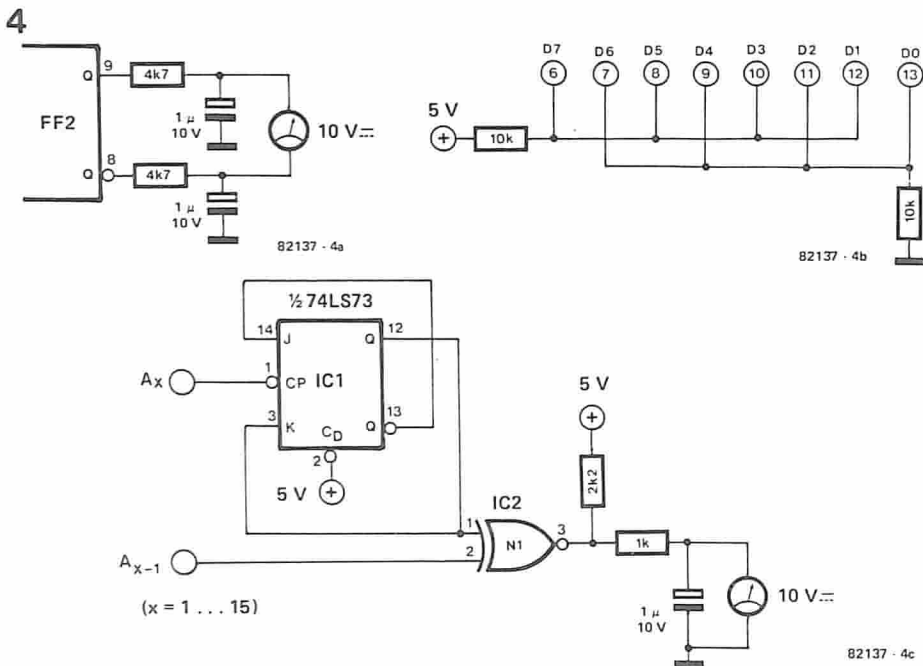 4
9
Q
4k7
FF2
1 µ
10 V
10 V
8
Q
4k7
1 µ
10 V
82137 - 4a
D7 D6 D5 D4 D3 D2 D1 D0
6 7 8 9 10 11 12 13
5 V
+
10k
10k
82137 - 4b
½ 74LS73
14 J Q 12
Ax 1 CP IC1
3 K Q 13
CD
2
5 V +
5 V
+
2k2
IC2
1
2
N1
3
1k
Ax-1
(x = 1 . . . 15)
1 µ
10 V
10 V
82137 - 4c